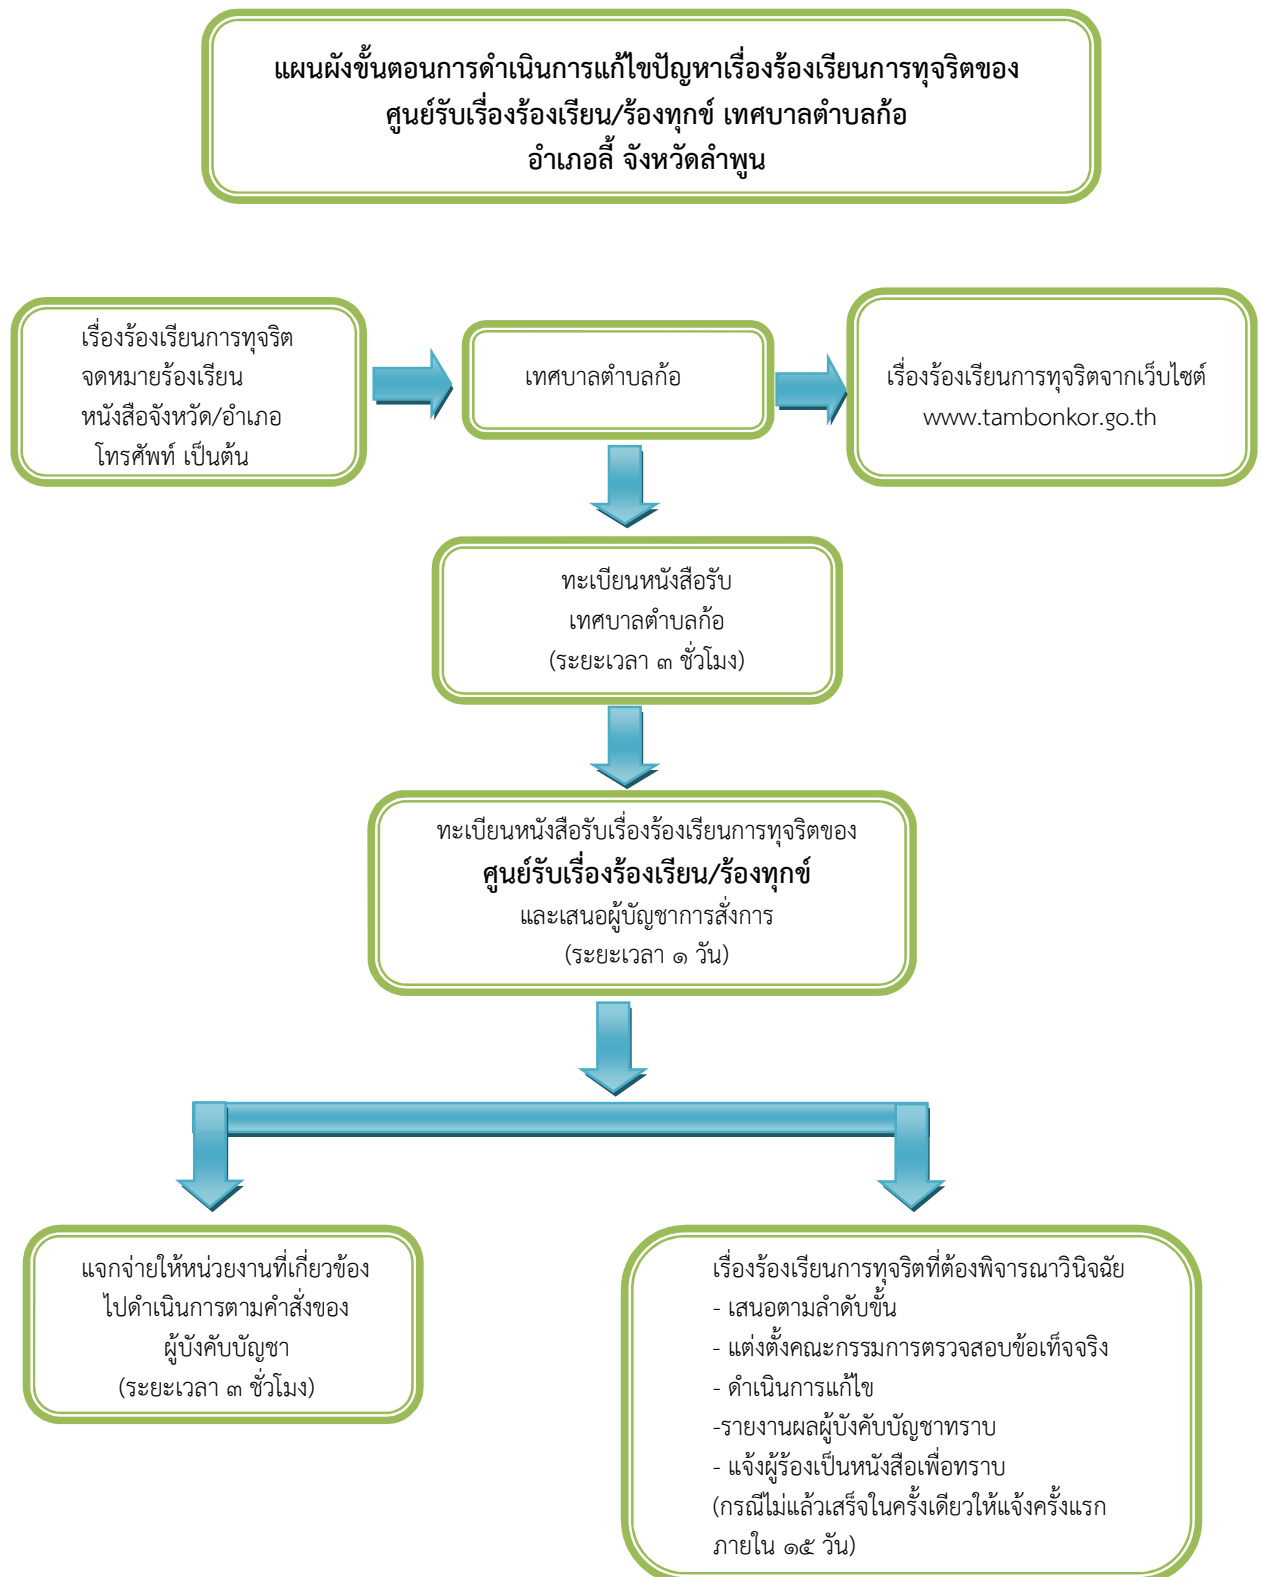 แผนผังขั้นตอนการดำเนินการแก้ไขปัญหาเรื่องร้องเรียนการทุจริตของ
ศูนย์รับเรื่องร้องเรียน/ร้องทุกข์ เทศบาลตำบลก้อ
อำเภอลี้ จังหวัดลำพูน
เรื่องร้องเรียนการทุจริต
จดหมายร้องเรียน
หนังสือจังหวัด/อำเภอ
โทรศัพท์ เป็นต้น
เทศบาลตำบลก้อ
เรื่องร้องเรียนการทุจริตจากเว็บไซต์
www.tambonkor.go.th
ทะเบียนหนังสือรับ
เทศบาลตำบลก้อ
(ระยะเวลา ๓ ชั่วโมง)
ทะเบียนหนังสือรับเรื่องร้องเรียนการทุจริตของ
ศูนย์รับเรื่องร้องเรียน/ร้องทุกข์
และเสนอผู้บัญชาการสั่งการ
(ระยะเวลา ๑ วัน)
แจกจ่ายให้หน่วยงานที่เกี่ยวข้อง
ไปดำเนินการตามคำสั่งของ
ผู้บังคับบัญชา
(ระยะเวลา ๓ ชั่วโมง)
เรื่องร้องเรียนการทุจริตที่ต้องพิจารณาวินิจฉัย
- เสนอตามลำดับขั้น
- แต่งตั้งคณะกรรมการตรวจสอบข้อเท็จจริง
- ดำเนินการแก้ไข
-รายงานผลผู้บังคับบัญชาทราบ
- แจ้งผู้ร้องเป็นหนังสือเพื่อทราบ
(กรณีไม่แล้วเสร็จในครั้งเดียวให้แจ้งครั้งแรก
ภายใน ๑๕ วัน)